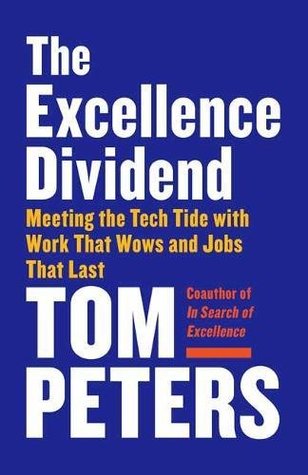 The
Excellence
Dividend
Meeting the Tech Tide with
Work That Wows and Jobs
That Last
TOM
PETERS
Coauthor of
In Search of
Excellence